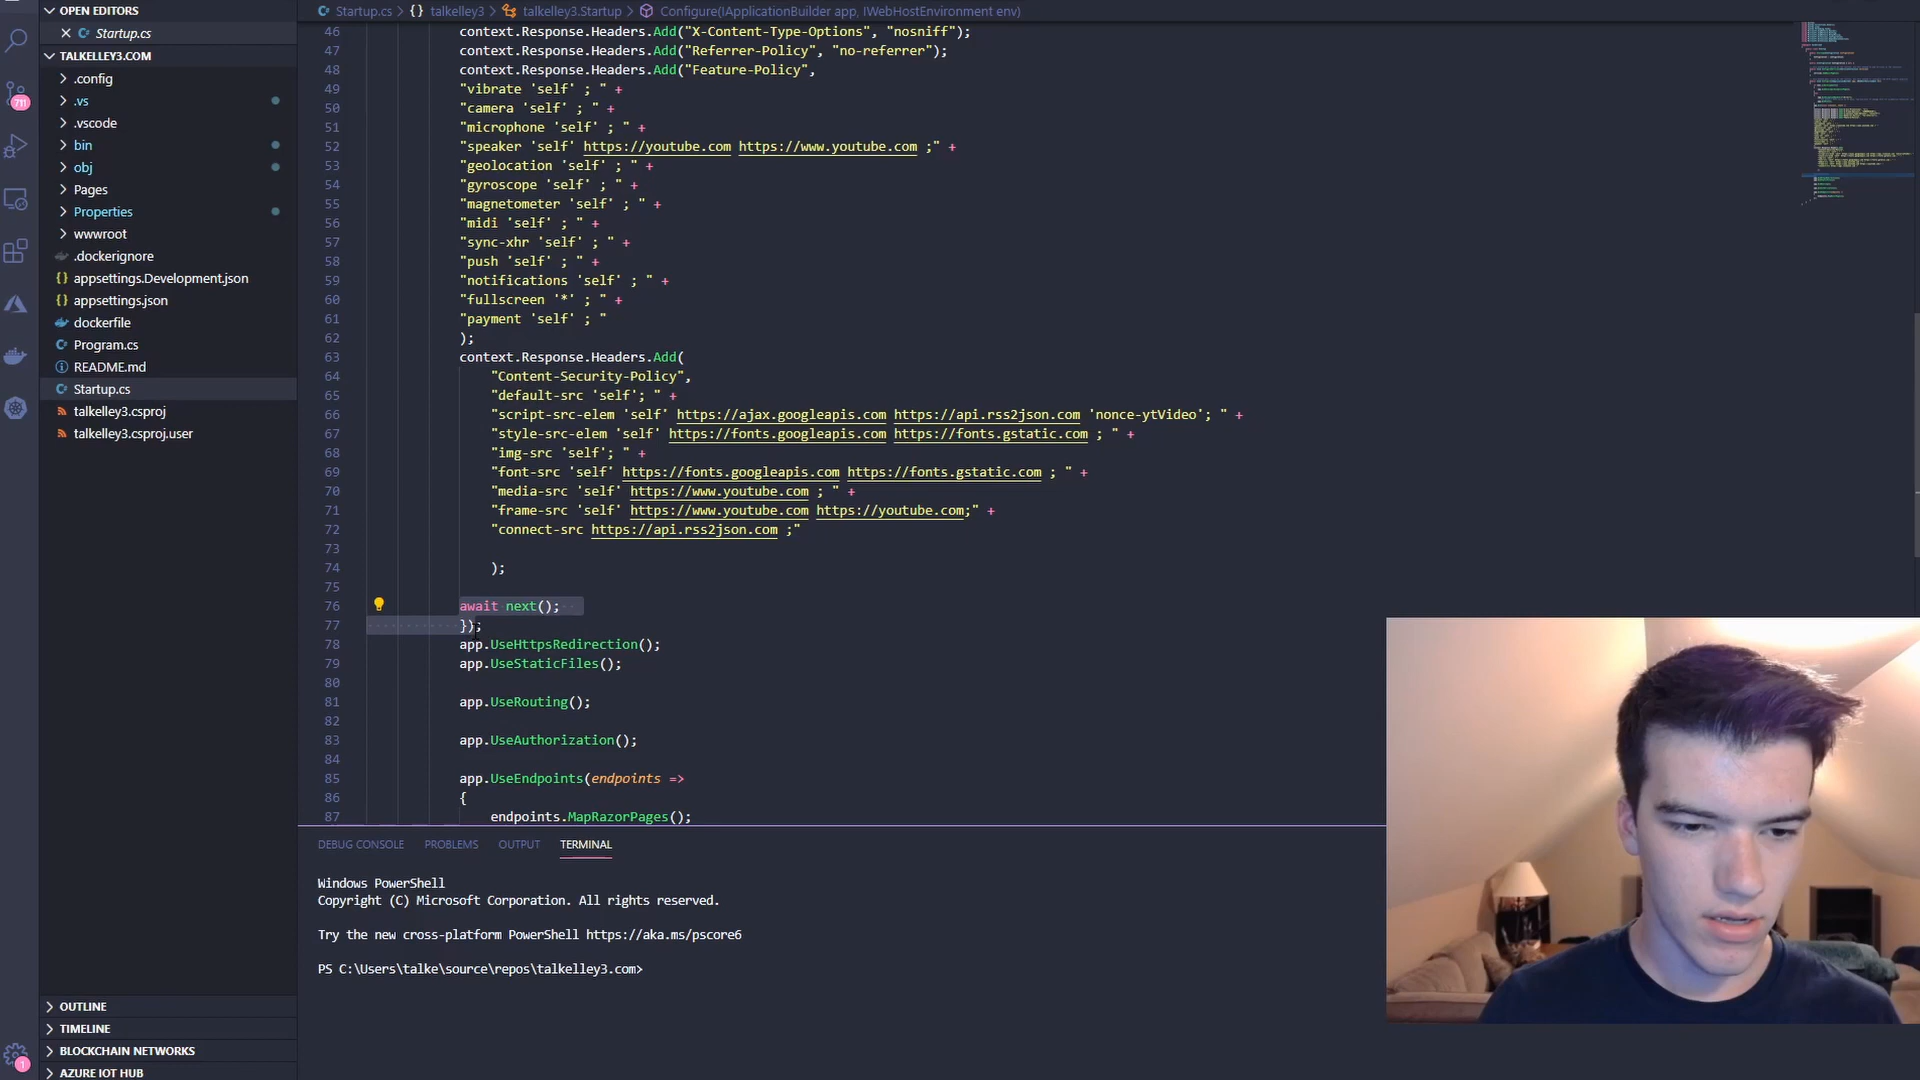 OPEN EDITORS
Startup.cs
TALKELLEY3.COM
.config
.vs
.vscode
bin
obj
Pages
Properties
wwwroot
.dockerignore
appsettings.Development.json
appsettings.json
dockerfile
Program.cs
README.md
Startup.cs
talkelley3.csproj
talkelley3.csproj.user
OUTLINE
TIMELINE
BLOCKCHAIN NETWORKS
AZURE IOT HUB
711
1
Startup.cs > {} talkelley3 > talkelley3.Startup > Configure(IApplicationBuilder app, IWebHostEnvironment env)
46 context.Response.Headers.Add("X-Content-Type-Options", "nosniff");
47 context.Response.Headers.Add("Referrer-Policy", "no-referrer");
48 context.Response.Headers.Add("Feature-Policy",
49 "vibrate 'self' ; " +
50 "camera 'self' ; " +
51 "microphone 'self' ; " +
52 "speaker 'self' https://youtube.com https://www.youtube.com ;" +
53 "geolocation 'self' ; " +
54 "gyroscope 'self' ; " +
55 "magnetometer 'self' ; " +
56 "midi 'self' ; " +
57 "sync-xhr 'self' ; " +
58 "push 'self' ; " +
59 "notifications 'self' ; " +
60 "fullscreen '*' ; " +
61 "payment 'self' ; "
62 );
63 context.Response.Headers.Add(
64 "Content-Security-Policy",
65 "default-src 'self'; " +
66 "script-src-elem 'self' https://ajax.googleapis.com https://api.rss2json.com 'nonce-ytVideo'; " +
67 "style-src-elem 'self' https://fonts.googleapis.com https://fonts.gstatic.com ; " +
68 "img-src 'self'; " +
69 "font-src 'self' https://fonts.googleapis.com https://fonts.gstatic.com ; " +
70 "media-src 'self' https://www.youtube.com ; " +
71 "frame-src 'self' https://www.youtube.com https://youtube.com;" +
72 "connect-src https://api.rss2json.com ;"
73
74 );
75
76 await next();
77 });
78 app.UseHttpsRedirection();
79 app.UseStaticFiles();
80
81 app.UseRouting();
82
83 app.UseAuthorization();
84
85 app.UseEndpoints(endpoints =>
86 {
87 endpoints.MapRazorPages();
DEBUG CONSOLE PROBLEMS OUTPUT TERMINAL
Windows PowerShell
Copyright (C) Microsoft Corporation. All rights reserved.
Try the new cross-platform PowerShell https://aka.ms/pscore6
PS C:\Users\talke\source\repos\talkelley3.com>